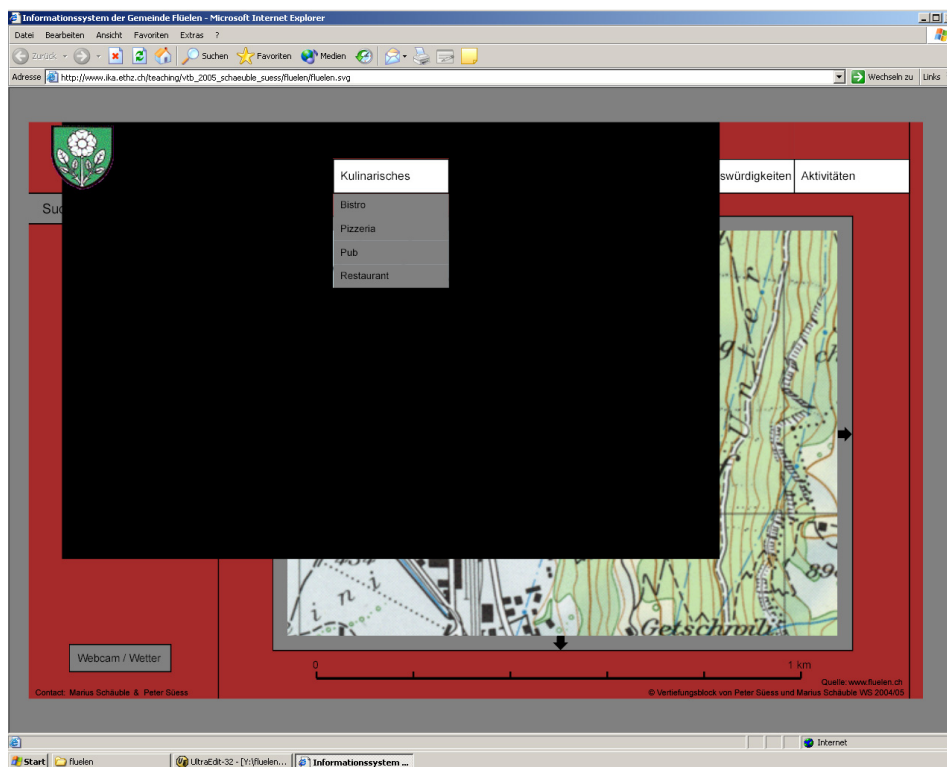 Informationssystem der Gemeinde Flüelen - Microsoft Internet Explorer
Datei Bearbeiten Ansicht Favoriten Extras ?
Zurück Suchen Favoriten Medien
Adresse http://www.ika.ethz.ch/teaching/vtb_2005_schaeuble_suess/fluelen/fluelen.svg Wechseln zu Links
Kulinarisches swürdigkeiten Aktivitäten
Suc
Bistro
Pizzeria
Pub
Restaurant
Unter
Getschroib
Webcam / Wetter
0 1 km
Quelle: www.fluelen.ch
Contact: Marius Schäuble & Peter Süess © Vertiefungsblock von Peter Süess und Marius Schäuble WS 2004/05
Internet
Start fluelen UltraEdit-32 - [Y:\fluelen... Informationssystem ...